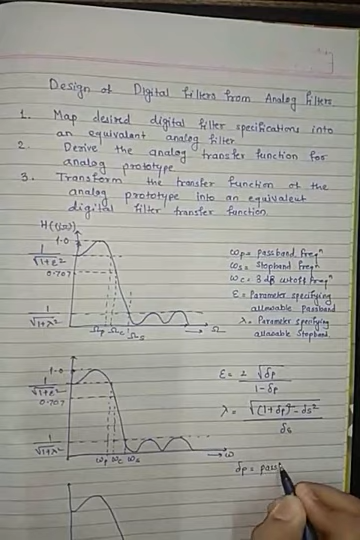 Design of Digital Filters from Analog Filters.
1. Map desired digital filter specifications into
an equivalent analog filter.
2. Derive the analog transfer function for
analog prototype
3. Transform the transfer function of the
analog prototype into an equivalent
digital filter transfer function.
H(jΩ)
1.0
1/√(1+ε²)
0.707
1/√(1+λ²)
Ωp Ωc Ωs Ω
ωp = Passband freqⁿ
ωs = Stopband freqⁿ
ωc = 3 dB cutoff freqⁿ
ε = Parameter specifying
allowable Passband
λ = Parameter specifying
allowable Stopband.
1.0
1/√(1+ε²)
0.707
1/√(1+λ²)
ωp ωc ωs ω
ε = 2√δp / 1-δp
λ = √((1+δp)² - δs²) / δs
δp = pass